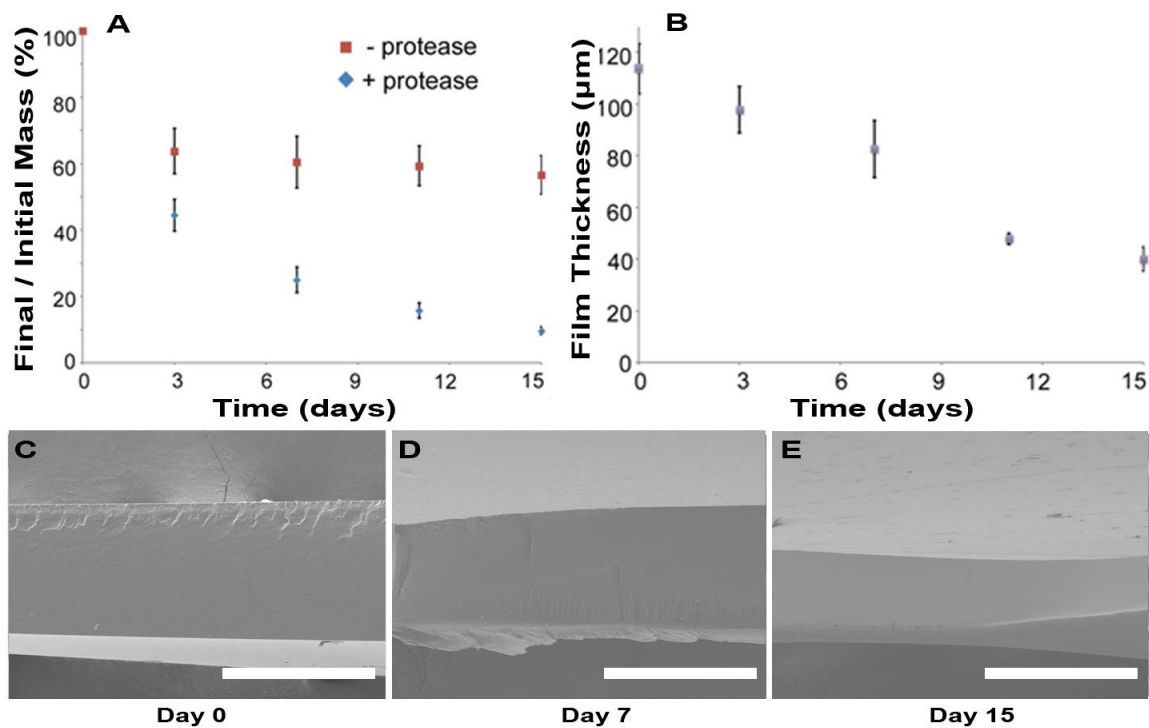 A
Final / Initial Mass (%)
100
80
60
40
20
0
- protease
+ protease
0 3 6 9 12 15
Time (days)
B
Film Thickness (µm)
120
100
80
60
40
20
0
0 3 6 9 12 15
Time (days)
C
D
E
Day 0
Day 7
Day 15